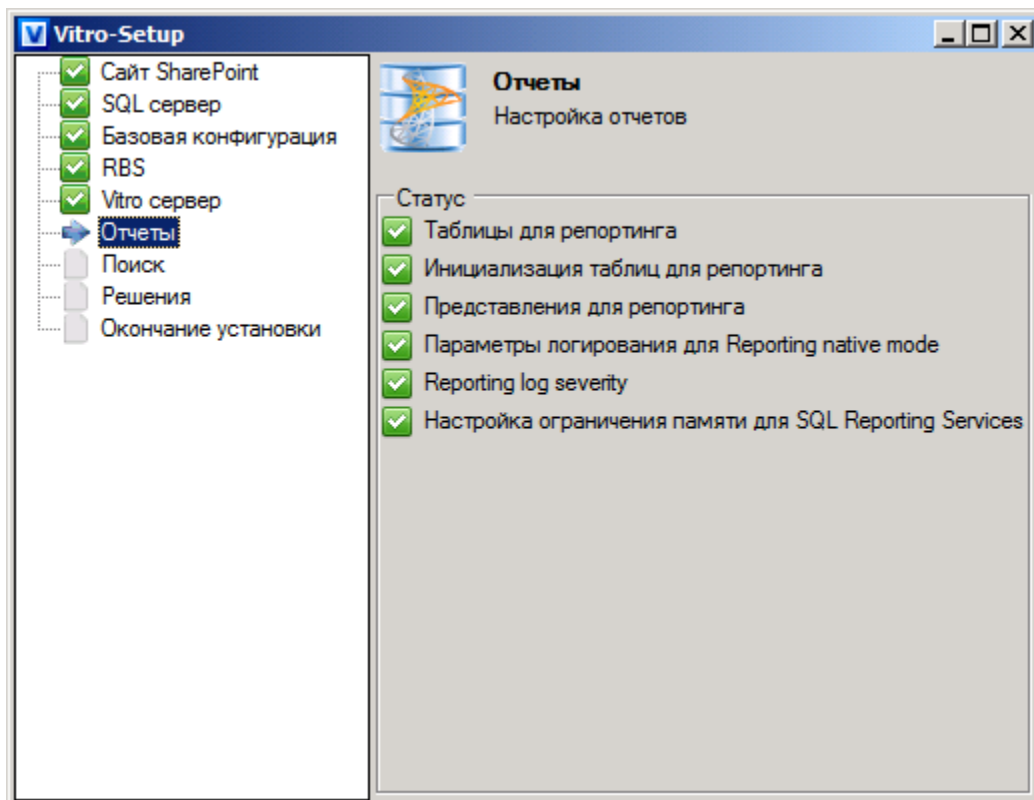 Vitro-Setup
Сайт SharePoint
SQL сервер
Базовая конфигурация
RBS
Vitro сервер
Отчеты
Поиск
Решения
Окончание установки
Отчеты
Настройка отчетов
Статус
Таблицы для репортинга
Инициализация таблиц для репортинга
Представления для репортинга
Параметры логирования для Reporting native mode
Reporting log severity
Настройка ограничения памяти для SQL Reporting Services